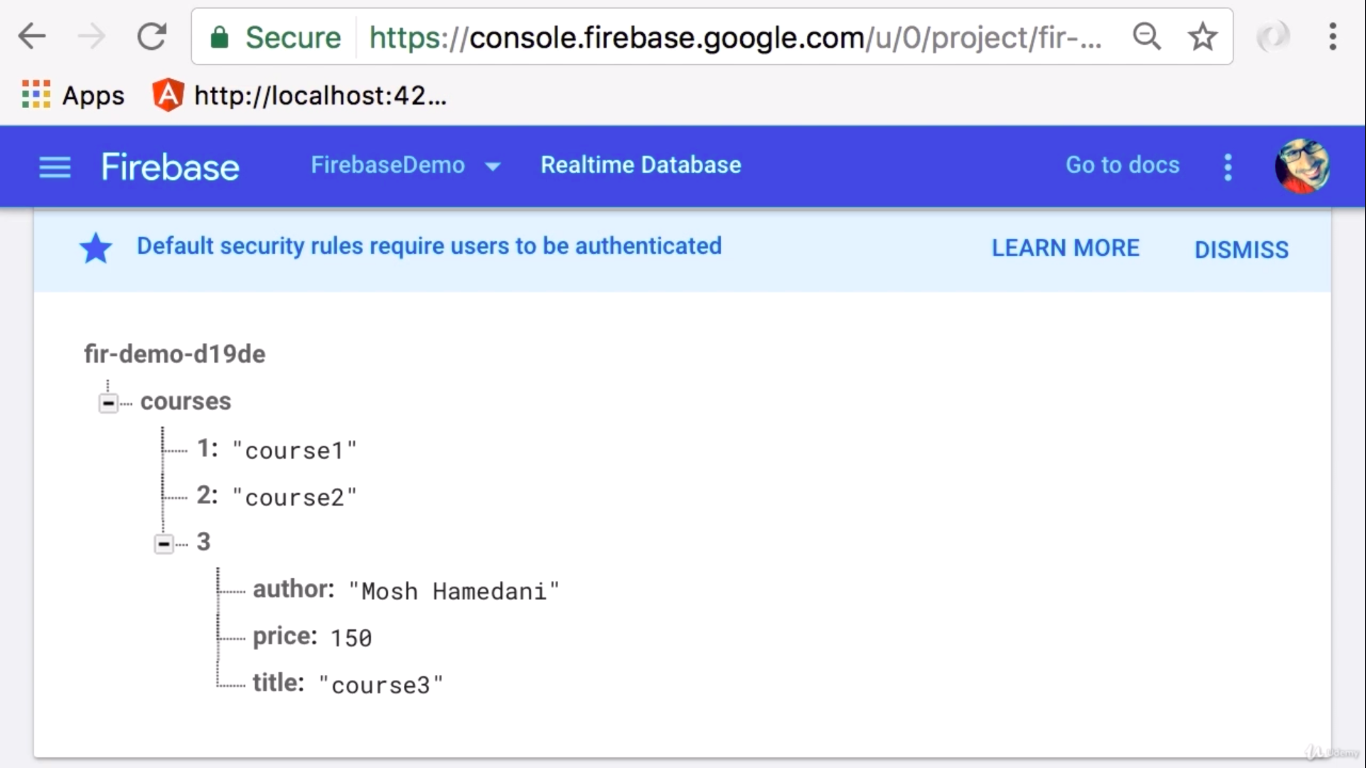 Secure https://console.firebase.google.com/u/0/project/fir-...
Apps http://localhost:42...
Firebase FirebaseDemo Realtime Database Go to docs
Default security rules require users to be authenticated LEARN MORE DISMISS
fir-demo-d19de
courses
1: "course1"
2: "course2"
3
author: "Mosh Hamedani"
price: 150
title: "course3"
Udemy